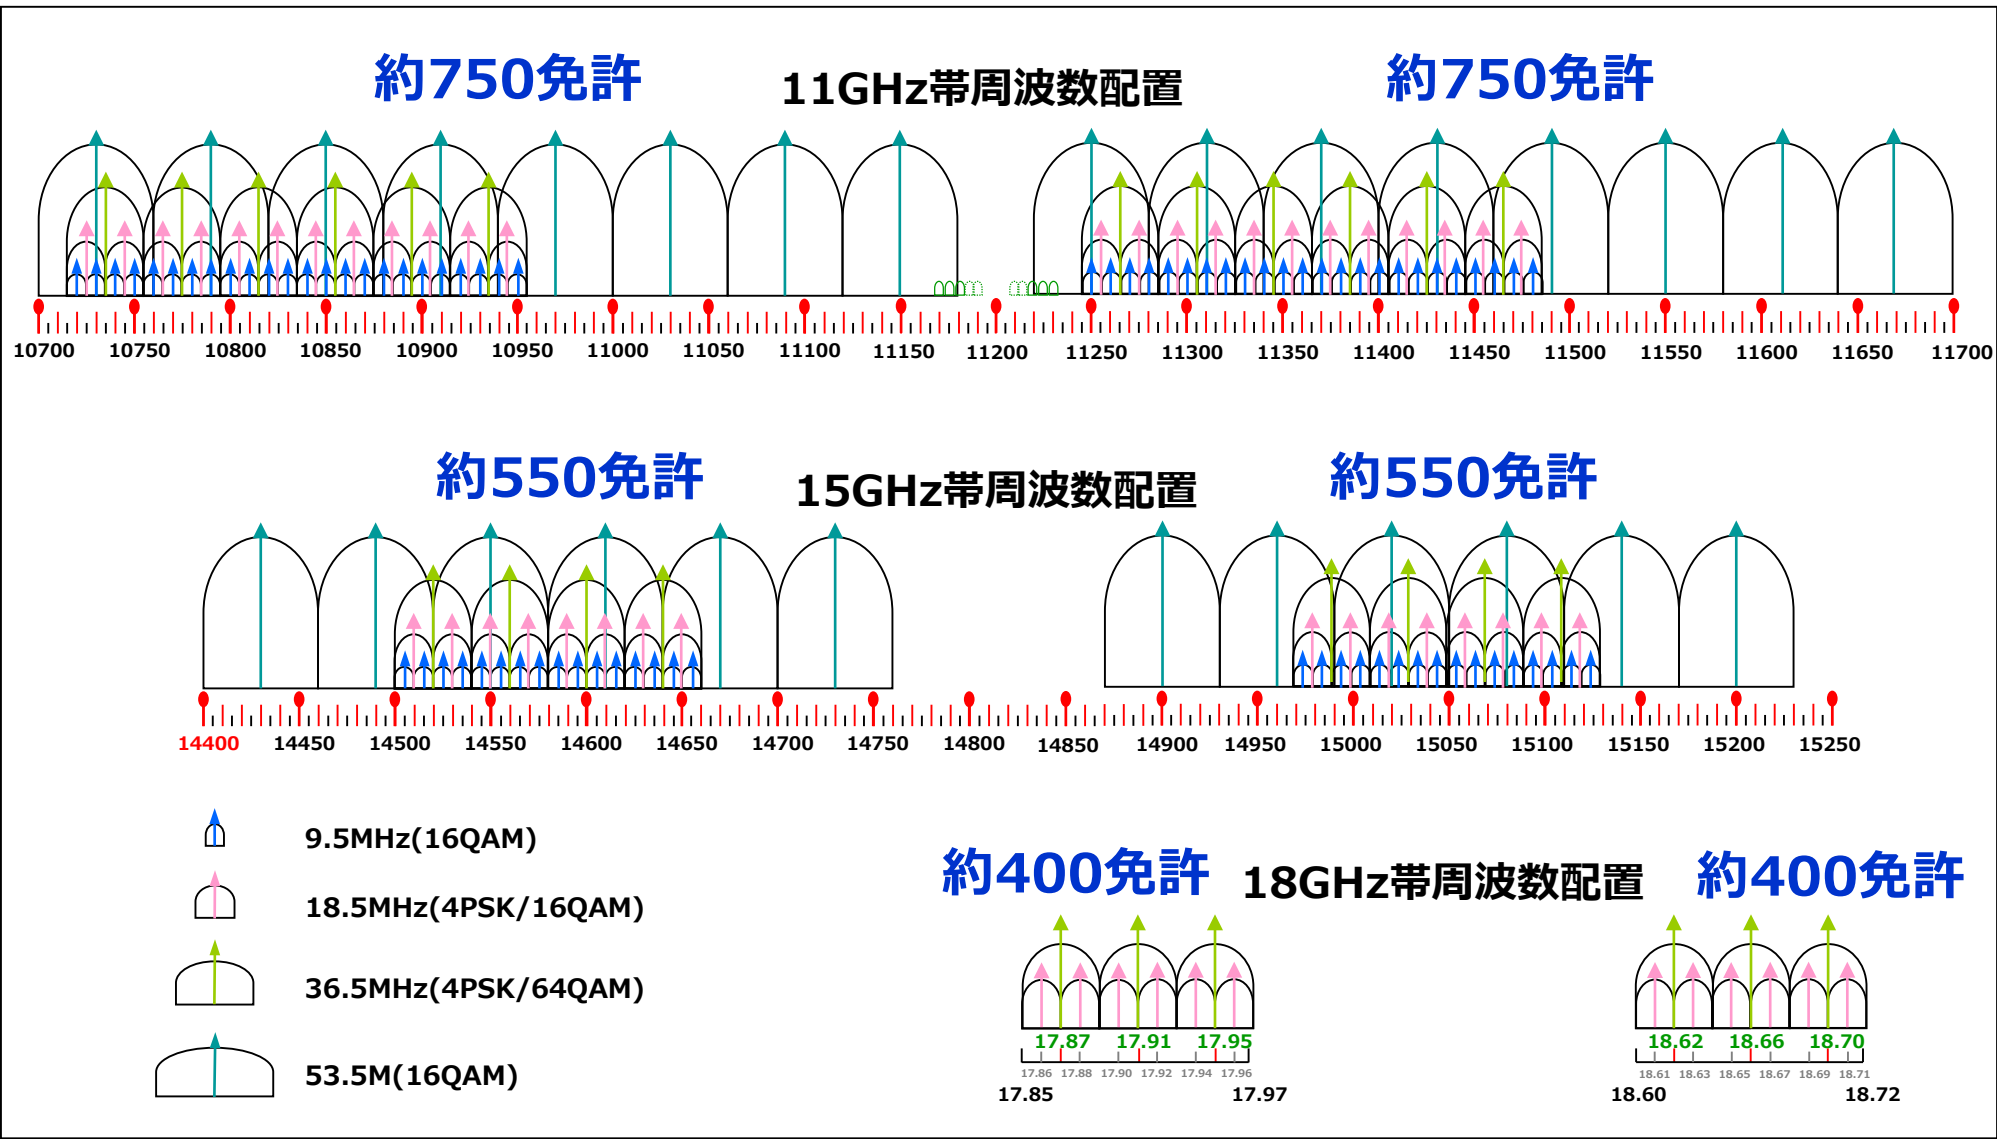 約750免許 11GHz帯周波数配置 約750免許
10700 10750 10800 10850 10900 10950 11000 11050 11100 11150 11200 11250 11300 11350 11400 11450 11500 11550 11600 11650 11700
約550免許 15GHz帯周波数配置 約550免許
14400 14450 14500 14550 14600 14650 14700 14750 14800 14850 14900 14950 15000 15050 15100 15150 15200 15250
9.5MHz(16QAM)
18.5MHz(4PSK/16QAM)
36.5MHz(4PSK/64QAM)
53.5M(16QAM)
約400免許 18GHz帯周波数配置 約400免許
17.87 17.91 17.95
17.86 17.88 17.90 17.92 17.94 17.96
17.85 17.97
18.62 18.66 18.70
18.61 18.63 18.65 18.67 18.69 18.71
18.60 18.72